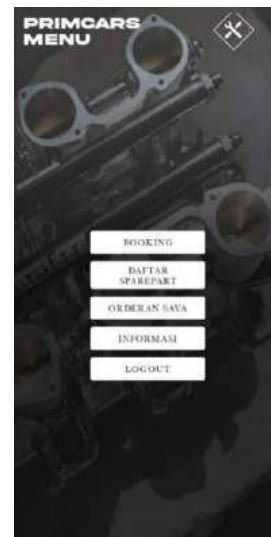 PRIMCARS
MENU
BOOKING
DAFTAR
SPAREPART
ORDERAN SAYA
INFORMASI
LOGOUT